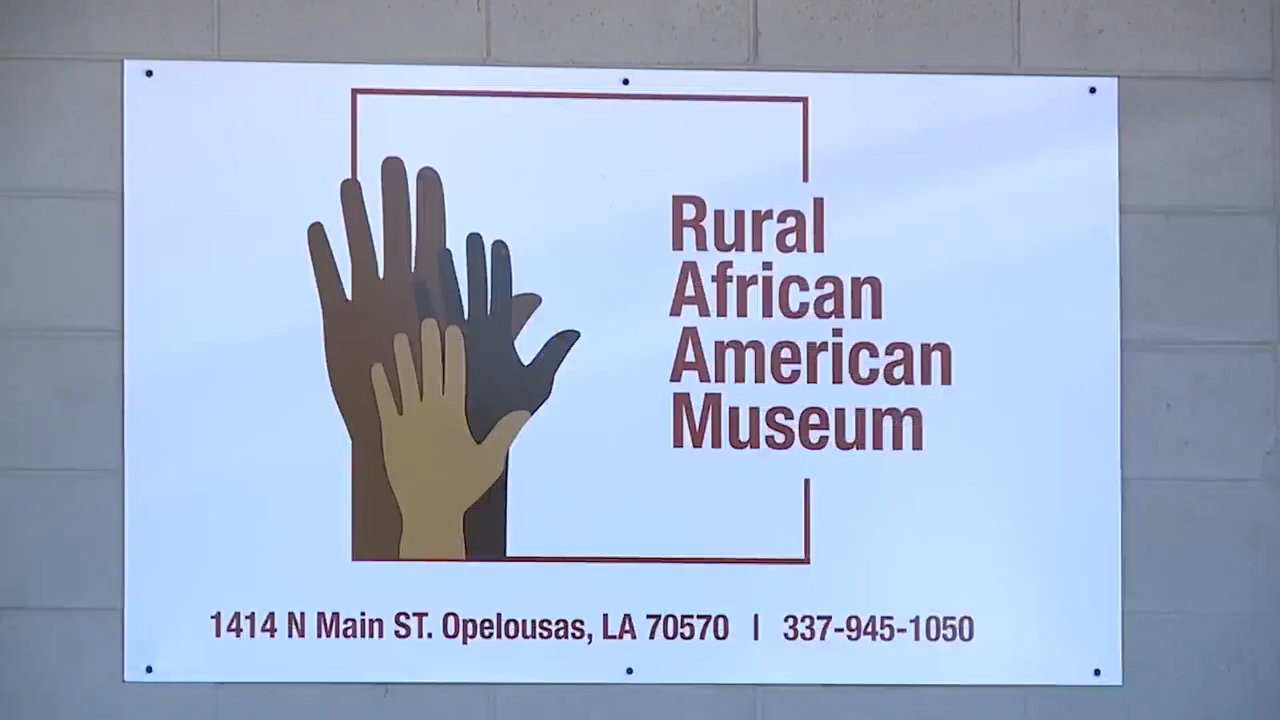 Rural
African
American
Museum
1414 N Main ST. Opelousas, LA 70570 | 337-945-1050